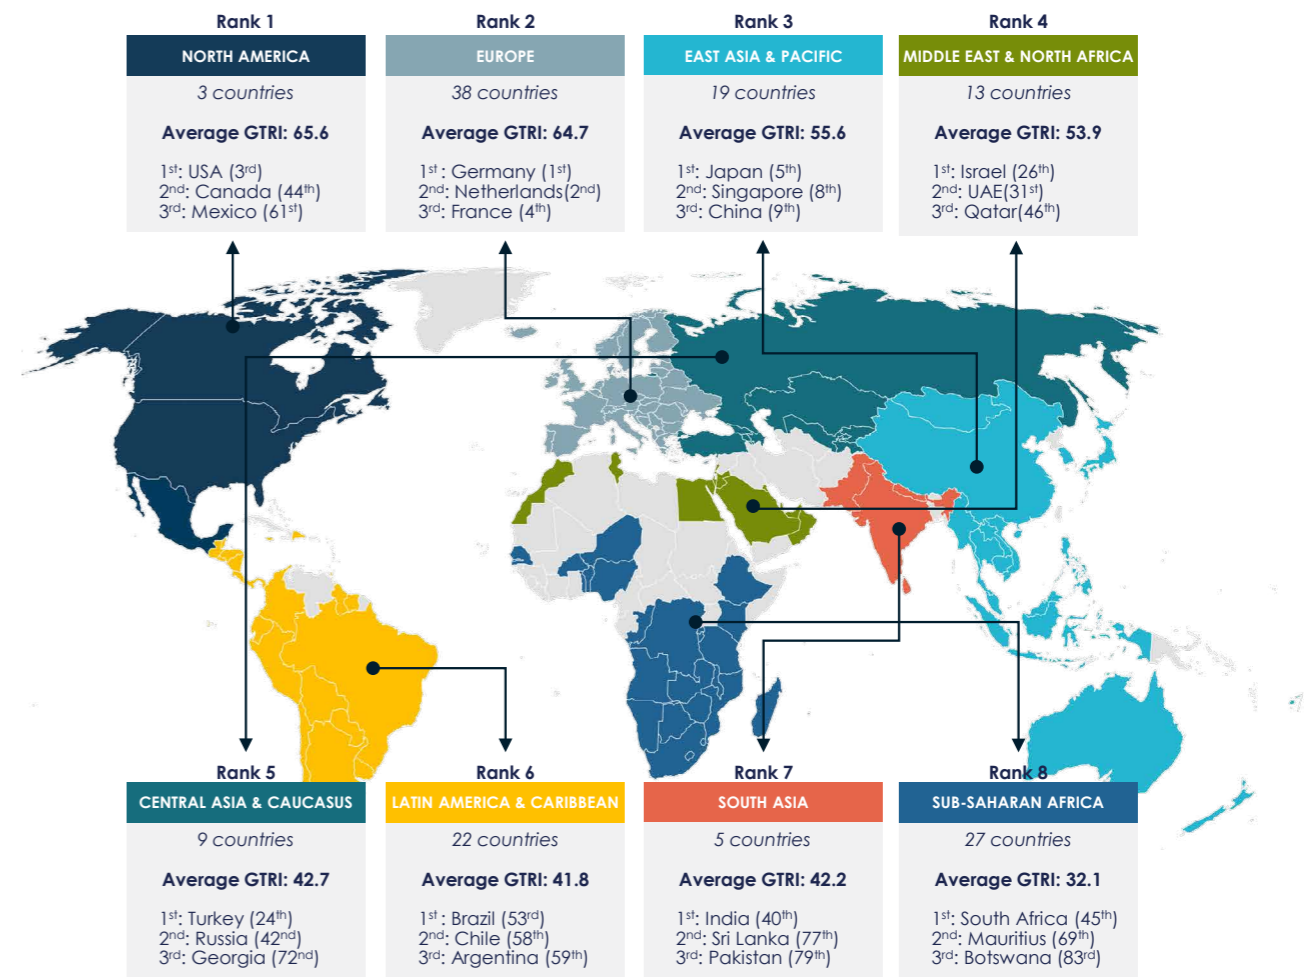 Rank 1
NORTH AMERICA
3 countries
Average GTRI: 65.6
1st: USA (3rd)
2nd: Canada (44th)
3rd: Mexico (61st)
Rank 2
EUROPE
38 countries
Average GTRI: 64.7
1st: Germany (1st)
2nd: Netherlands(2nd)
3rd: France (4th)
Rank 3
EAST ASIA & PACIFIC
19 countries
Average GTRI: 55.6
1st: Japan (5th)
2nd: Singapore (8th)
3rd: China (9th)
Rank 4
MIDDLE EAST & NORTH AFRICA
13 countries
Average GTRI: 53.9
1st: Israel (26th)
2nd: UAE(31st)
3rd: Qatar(46th)
Rank 5
CENTRAL ASIA & CAUCASUS
9 countries
Average GTRI: 42.7
1st: Turkey (24th)
2nd: Russia (42nd)
3rd: Georgia (72nd)
Rank 6
LATIN AMERICA & CARIBBEAN
22 countries
Average GTRI: 41.8
1st: Brazil (53rd)
2nd: Chile (58th)
3rd: Argentina (59th)
Rank 7
SOUTH ASIA
5 countries
Average GTRI: 42.2
1st: India (40th)
2nd: Sri Lanka (77th)
3rd: Pakistan (79th)
Rank 8
SUB-SAHARAN AFRICA
27 countries
Average GTRI: 32.1
1st: South Africa (45th)
2nd: Mauritius (69th)
3rd: Botswana (83rd)